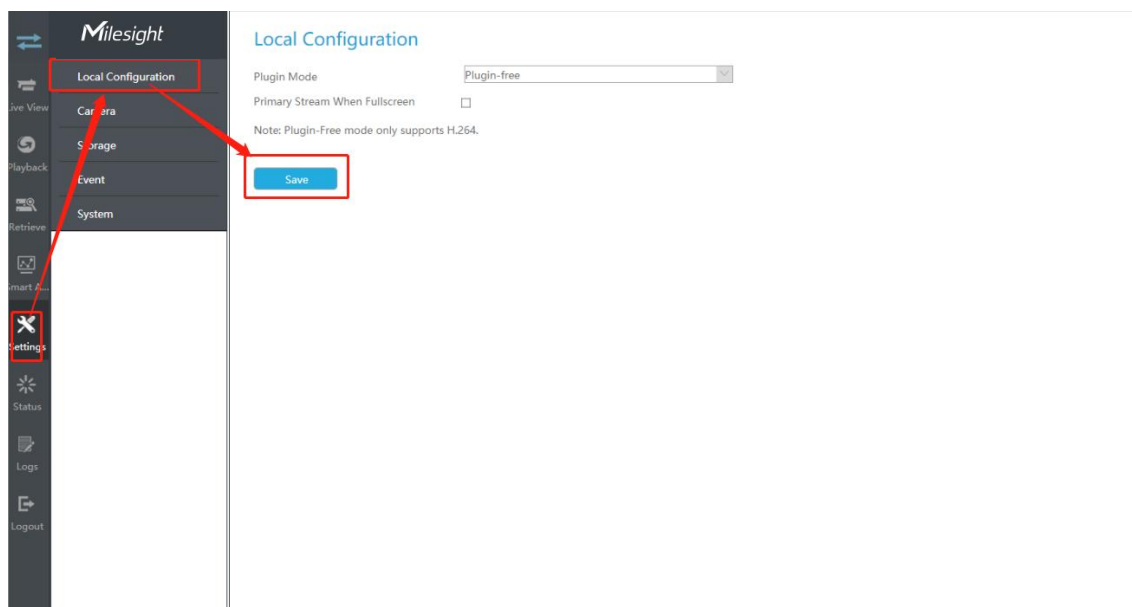 Milesight
Local Configuration
Camera
Storage
Event
System
Live View
Playback
Retrieve
Smart A...
Settings
Status
Logs
Logout
Local Configuration
Plugin Mode Plugin-free
Primary Stream When Fullscreen
Note: Plugin-Free mode only supports H.264.
Save